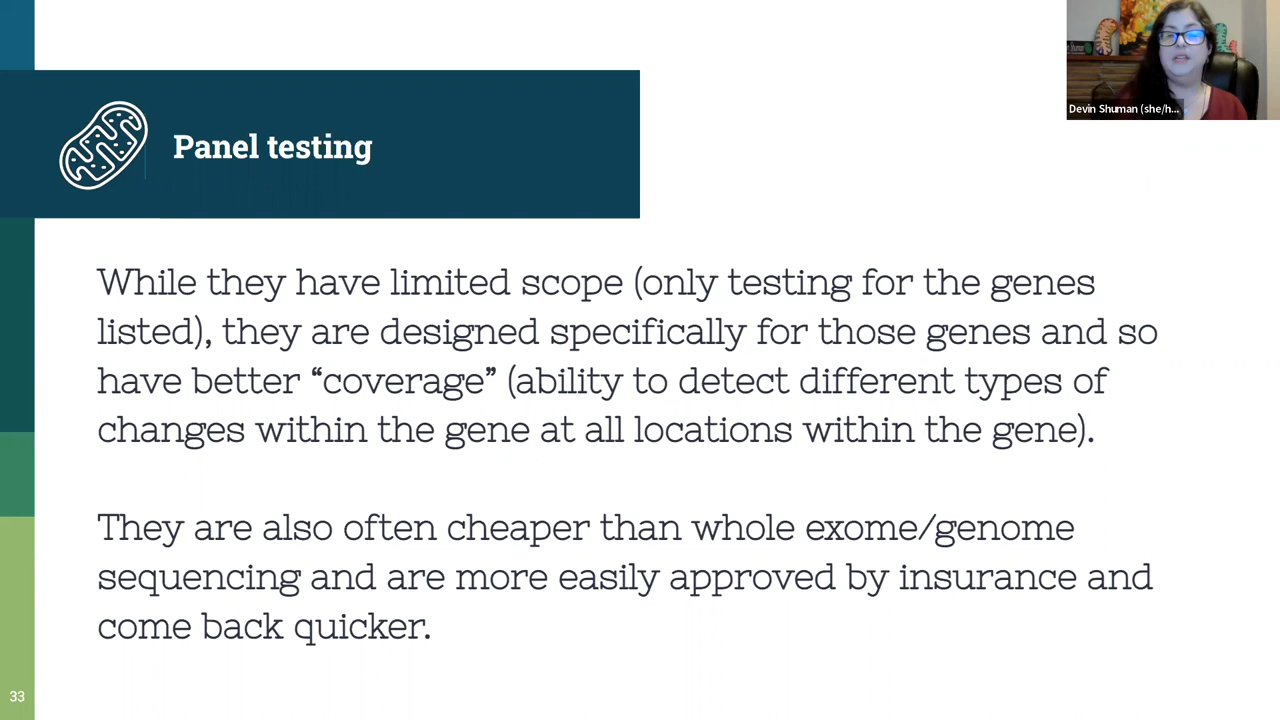 Devin Shuman (she/h...
Panel testing
While they have limited scope (only testing for the genes
listed), they are designed specifically for those genes and so
have better “coverage” (ability to detect different types of
changes within the gene at all locations within the gene).
They are also often cheaper than whole exome/genome
sequencing and are more easily approved by insurance and
come back quicker.
33